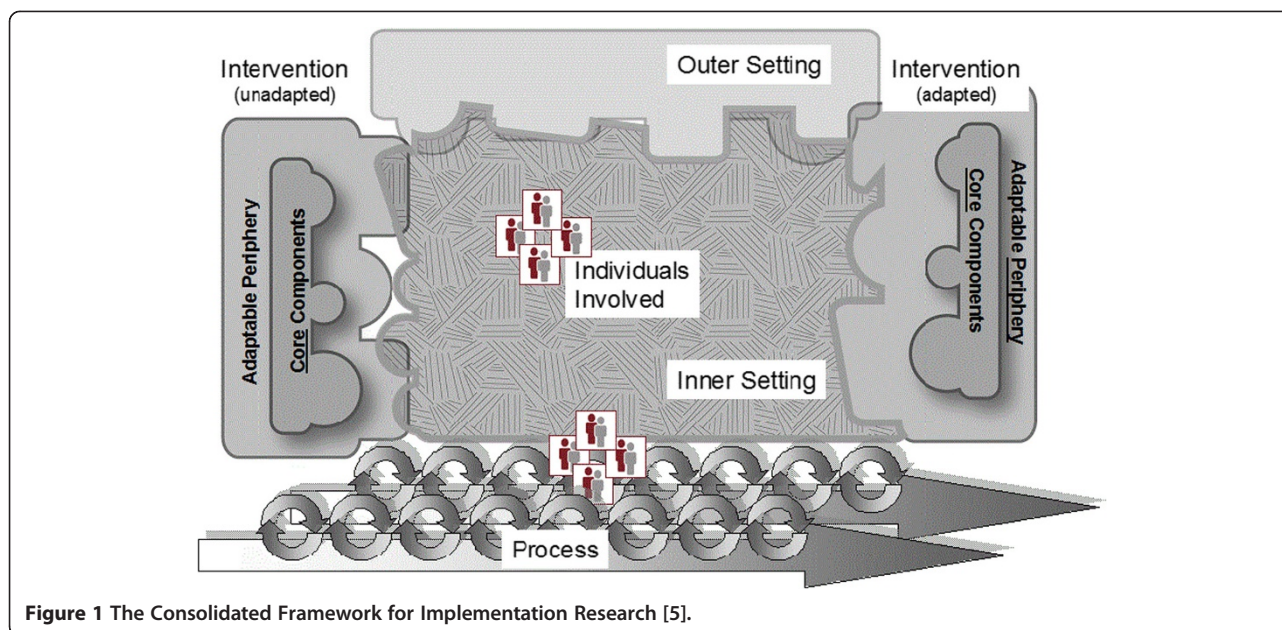 Outer Setting
Intervention
(unadapted)
Intervention
(adapted)
Adaptable Periphery
Core Components
Individuals
Involved
Inner Setting
Core Components
Adaptable Periphery
Process
Figure 1 The Consolidated Framework for Implementation Research [5].